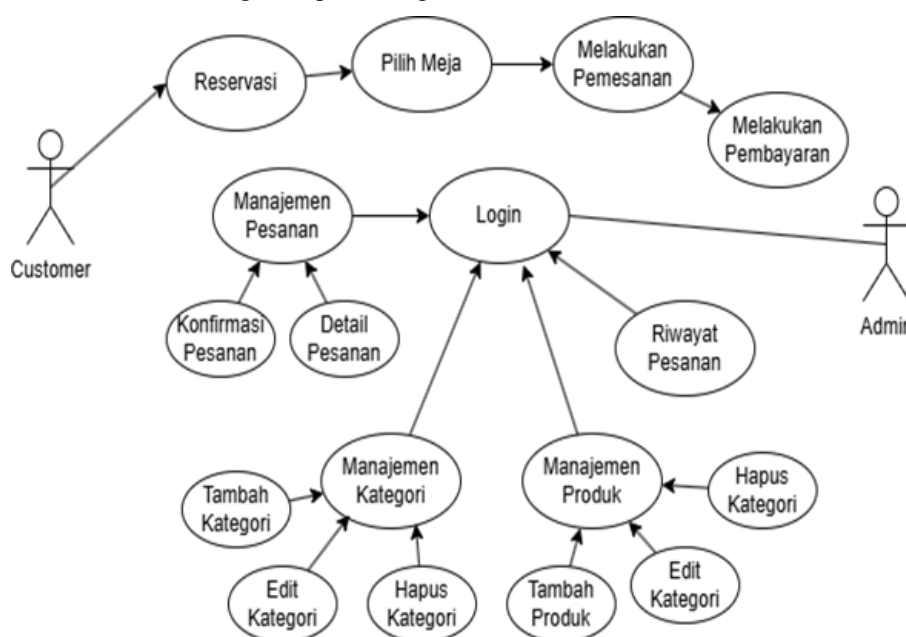 Reservasi
Pilih Meja
Melakukan
Pemesanan
Melakukan
Pembayaran
Customer
Manajemen
Pesanan
Login
Admin
Konfirmasi
Pesanan
Detail
Pesanan
Riwayat
Pesanan
Manajemen
Kategori
Manajemen
Produk
Tambah
Kategori
Hapus
Kategori
Edit
Kategori
Hapus
Kategori
Tambah
Produk
Edit
Kategori